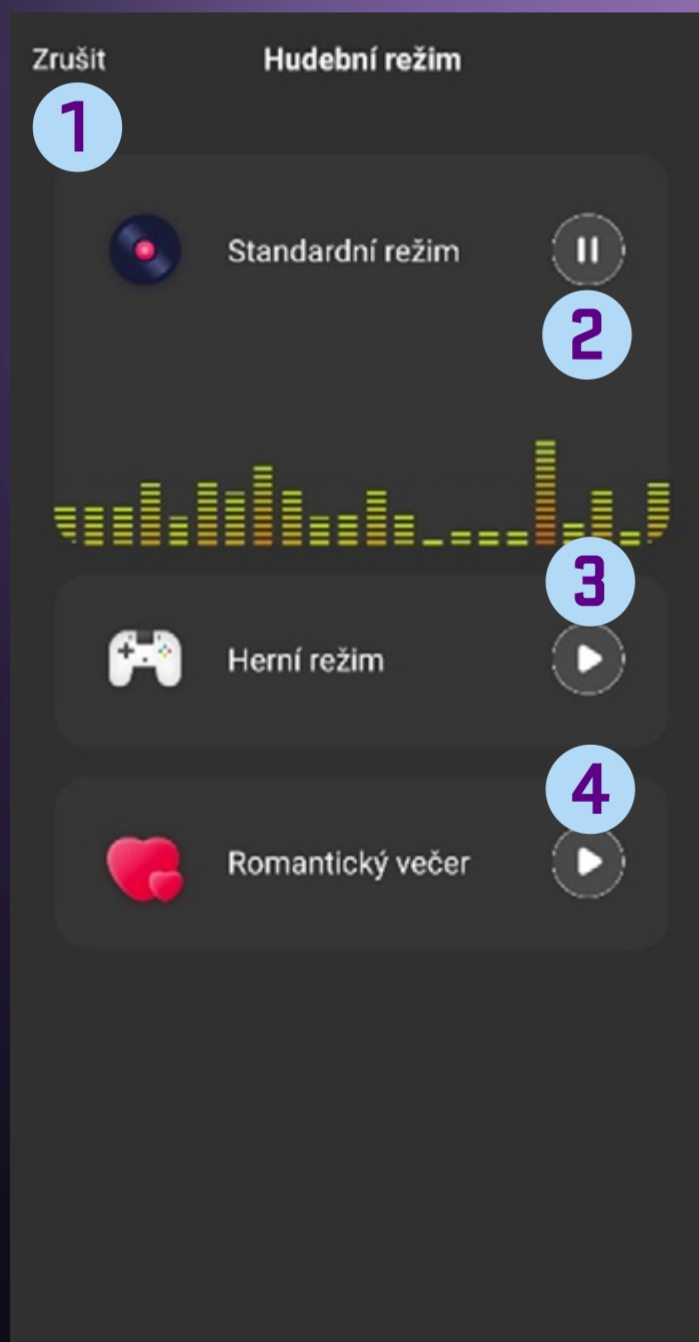 Zrušit Hudební režim
1
Standardní režim
2
3
Herní režim
4
Romantický večer